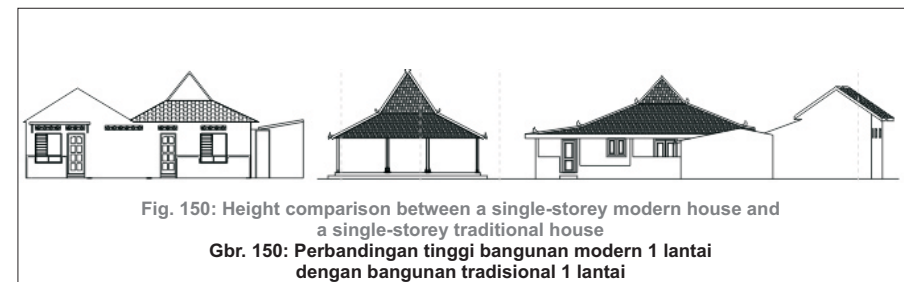 Fig. 150: Height comparison between a single-storey modern house and
a single-storey traditional house
Gbr. 150: Perbandingan tinggi bangunan modern 1 lantai
dengan bangunan tradisional 1 lantai